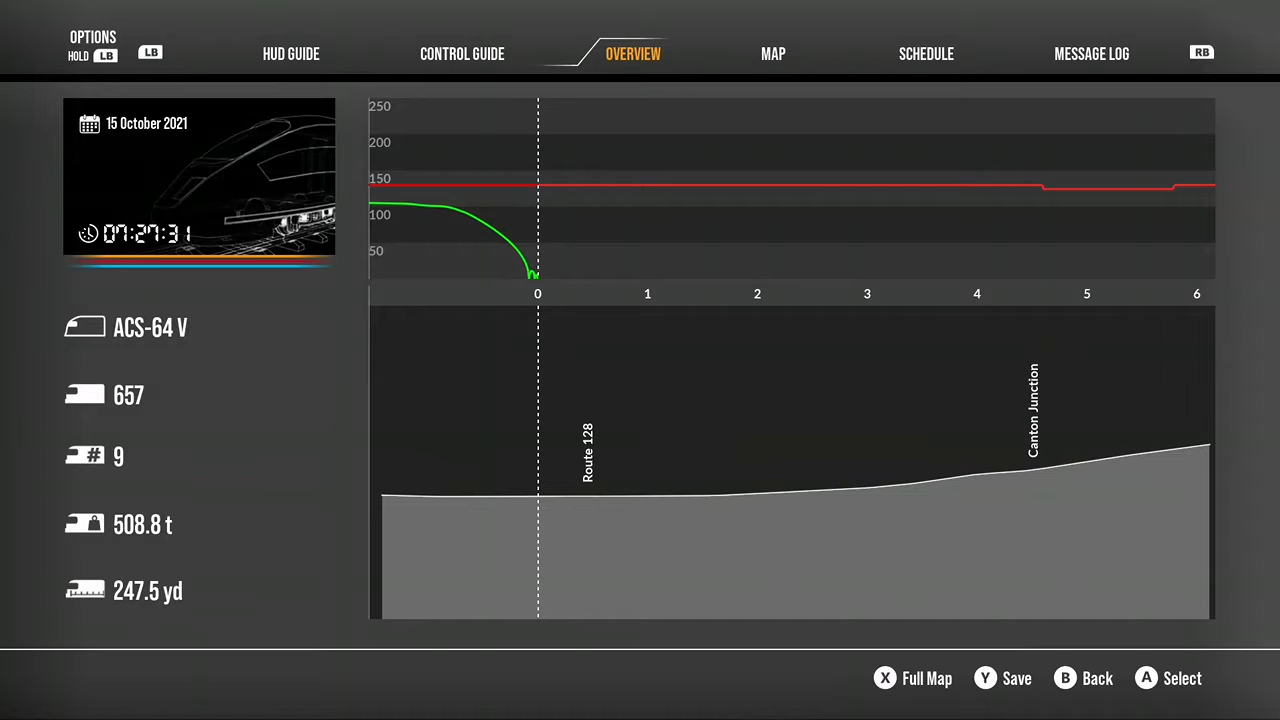 OPTIONS
HOLD LB
LB
HUD GUIDE
CONTROL GUIDE
OVERVIEW
MAP
SCHEDULE
MESSAGE LOG
RB
15 October 2021
07:27:31
ACS-64 V
657
# 9
508.8 t
247.5 yd
250
200
150
100
50
0 1 2 3 4 5 6
Route 128
Canton Junction
X Full Map
Y Save
B Back
A Select